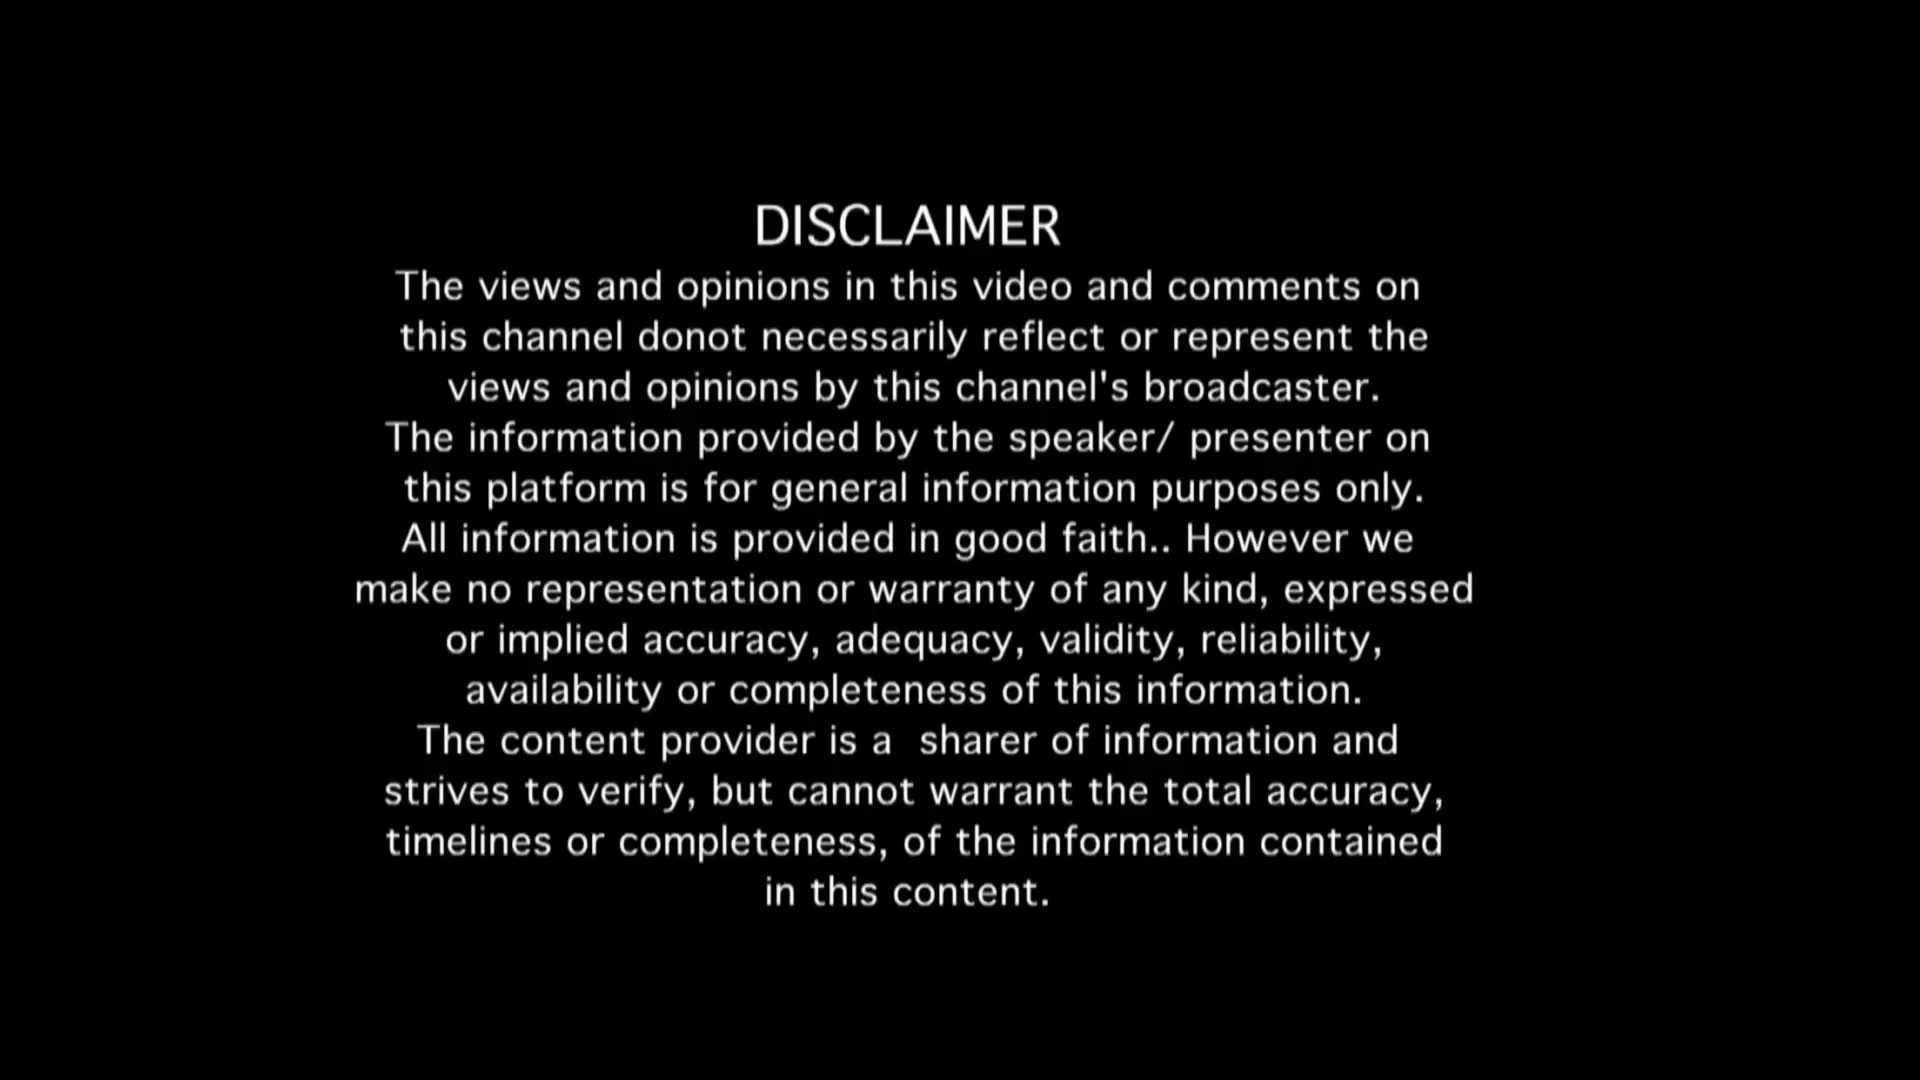 DISCLAIMER
The views and opinions in this video and comments on
this channel donot necessarily reflect or represent the
views and opinions by this channel's broadcaster.
The information provided by the speaker/ presenter on
this platform is for general information purposes only.
All information is provided in good faith.. However we
make no representation or warranty of any kind, expressed
or implied accuracy, adequacy, validity, reliability,
availability or completeness of this information.
The content provider is a  sharer of information and
strives to verify, but cannot warrant the total accuracy,
timelines or completeness, of the information contained
in this content.